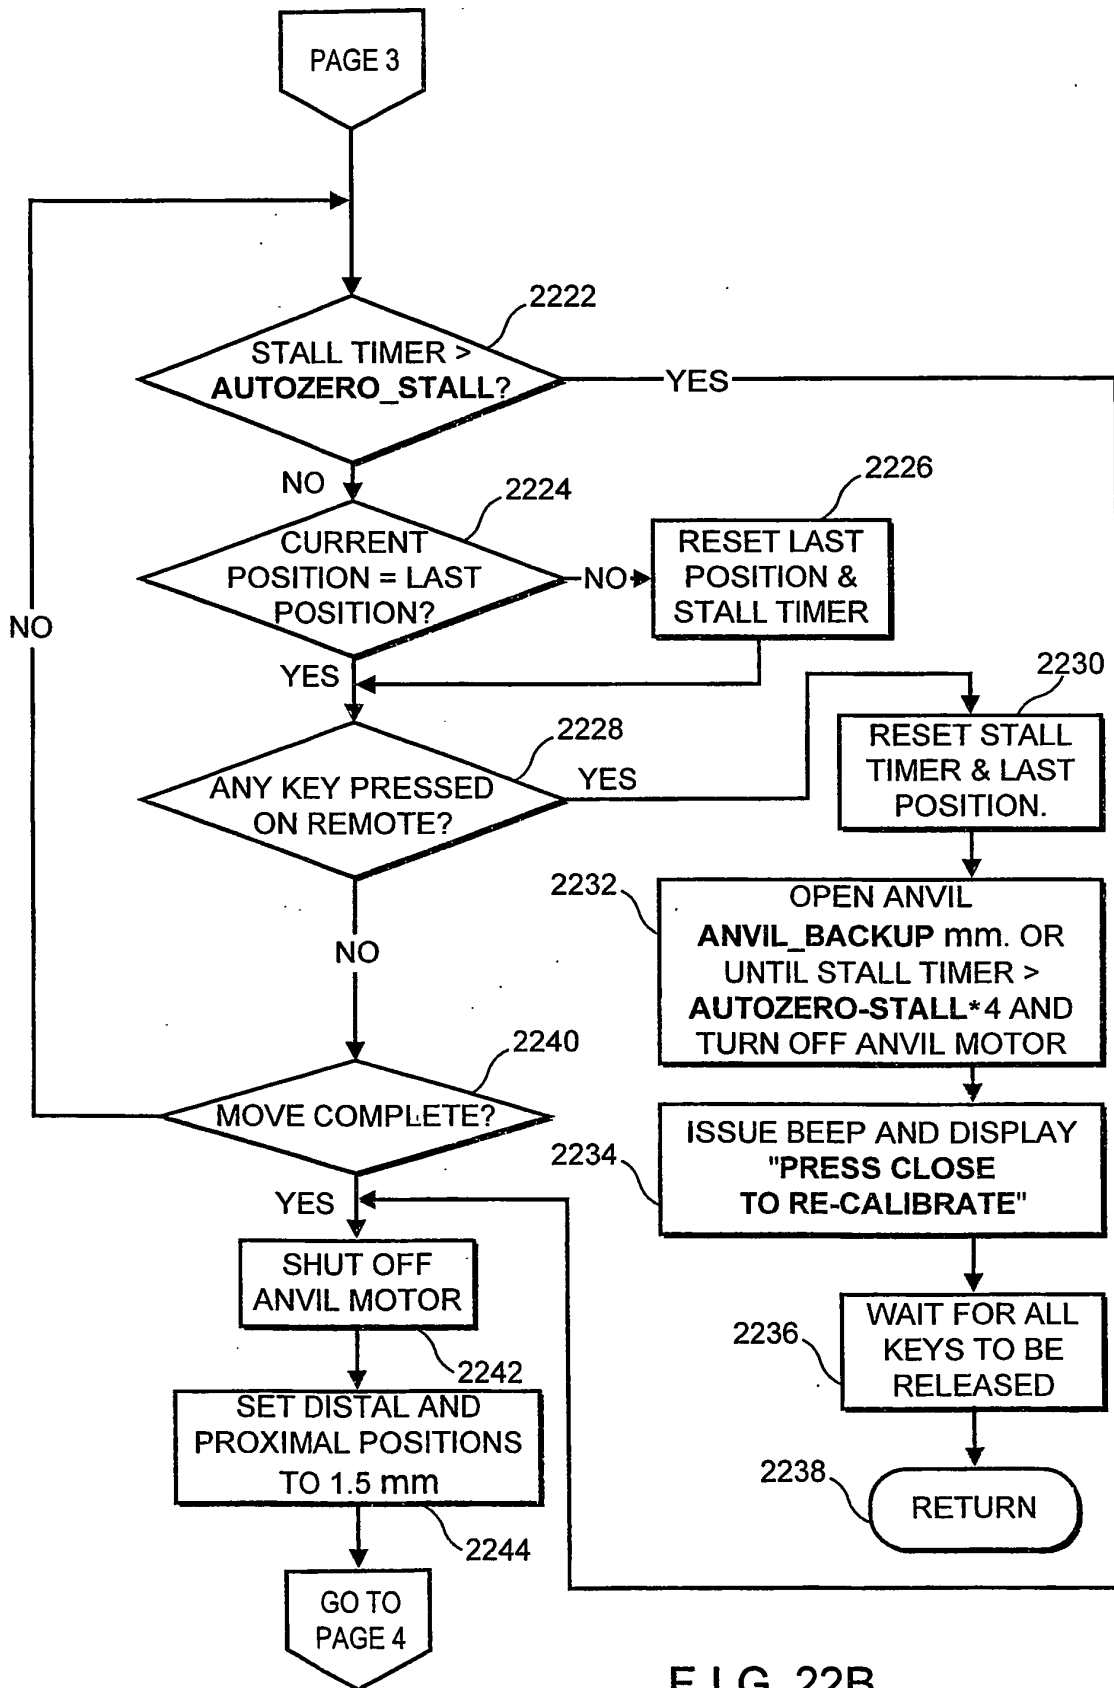 PAGE 3
2222
STALL TIMER >
AUTOZERO_STALL?
YES
NO
2224
CURRENT
POSITION = LAST
POSITION?
NO
2226
RESET LAST
POSITION &
STALL TIMER
NO
YES
2228
ANY KEY PRESSED
ON REMOTE?
YES
2230
RESET STALL
TIMER & LAST
POSITION.
2232
OPEN ANVIL
ANVIL_BACKUP mm. OR
UNTIL STALL TIMER >
AUTOZERO-STALL*4 AND
TURN OFF ANVIL MOTOR
NO
2240
MOVE COMPLETE?
2234
ISSUE BEEP AND DISPLAY
"PRESS CLOSE
TO RE-CALIBRATE"
YES
SHUT OFF
ANVIL MOTOR
2242
2236
WAIT FOR ALL
KEYS TO BE
RELEASED
SET DISTAL AND
PROXIMAL POSITIONS
TO 1.5 mm
2244
2238
RETURN
GO TO
PAGE 4
FIG. 22B